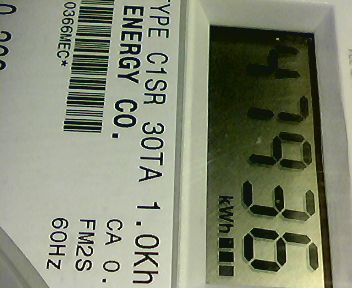 47936
kWh
TYPE C1SR 30TA 1.0Kh
ENERGY CO.
CA 0.
FM2S
0366MEC*
60Hz